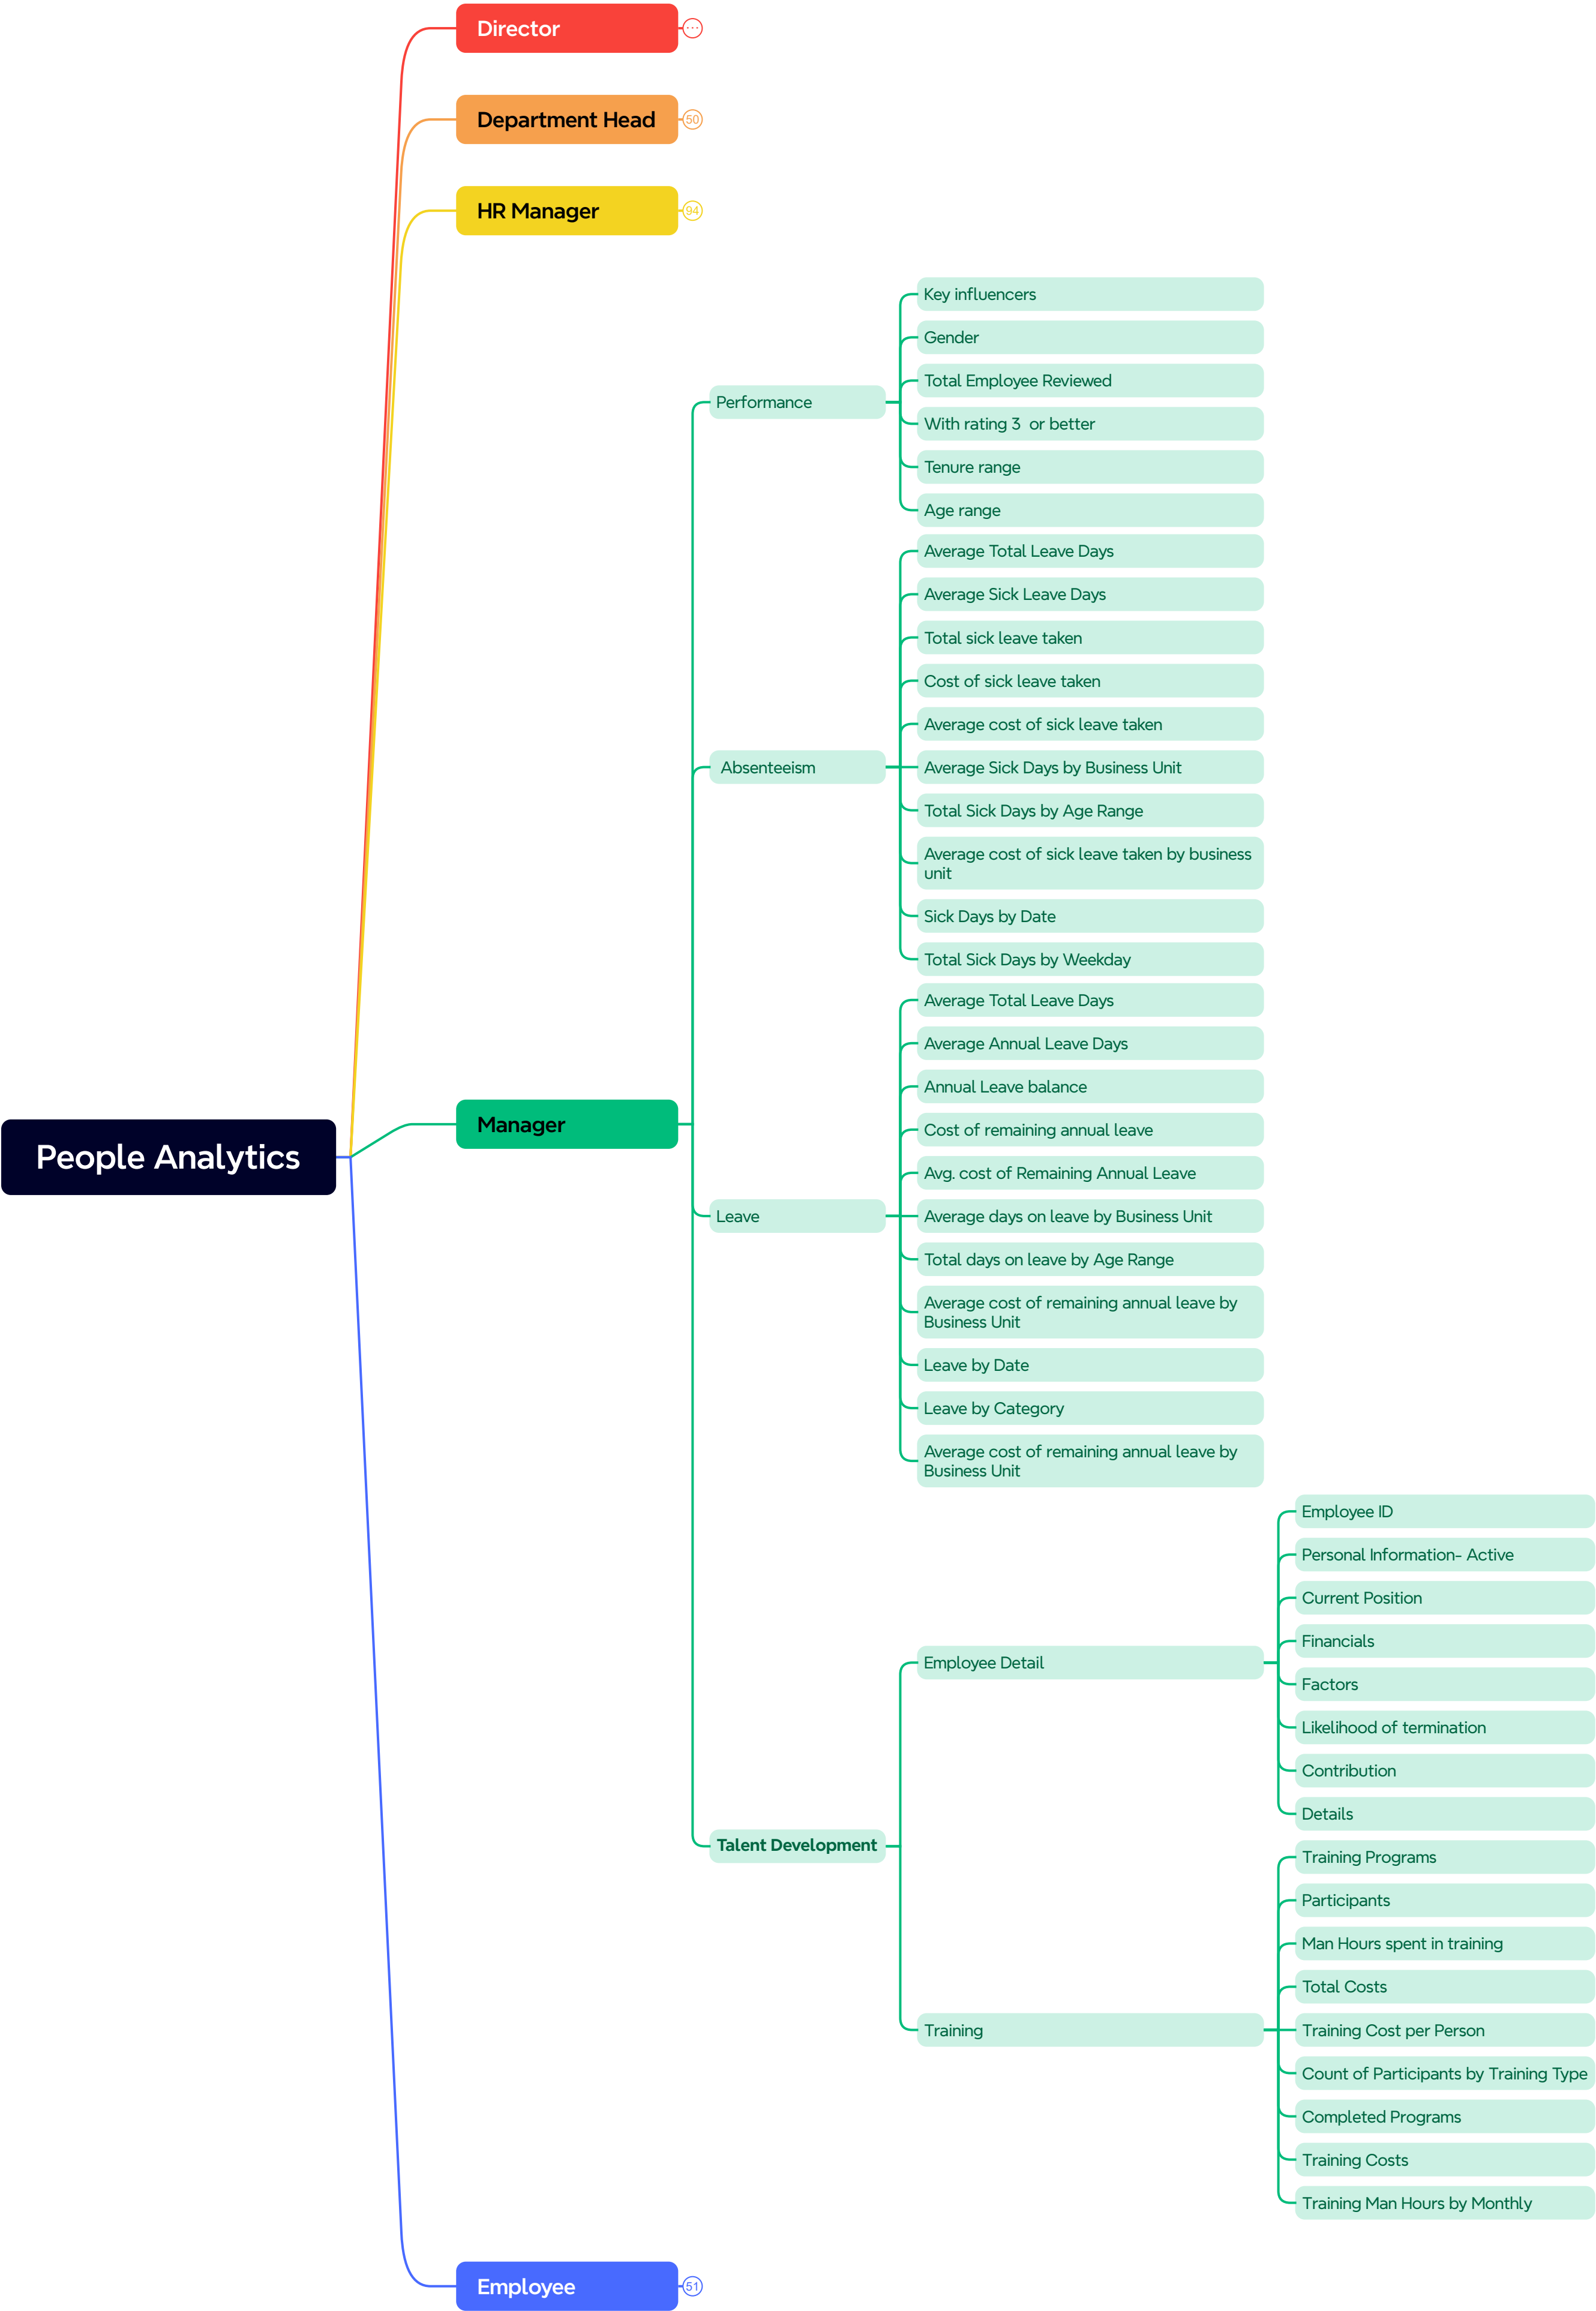 Director
...
Department Head
50
HR Manager
94
Key influencers
Gender
Total Employee Reviewed
Performance
With rating 3  or better
Tenure range
Age range
Average Total Leave Days
Average Sick Leave Days
Total sick leave taken
Cost of sick leave taken
Average cost of sick leave taken
Absenteeism
Average Sick Days by Business Unit
Total Sick Days by Age Range
Average cost of sick leave taken by business
unit
Sick Days by Date
Total Sick Days by Weekday
Average Total Leave Days
Average Annual Leave Days
Annual Leave balance
Manager
Cost of remaining annual leave
People Analytics
Avg. cost of Remaining Annual Leave
Leave
Average days on leave by Business Unit
Total days on leave by Age Range
Average cost of remaining annual leave by
Business Unit
Leave by Date
Leave by Category
Average cost of remaining annual leave by
Business Unit
Employee ID
Personal Information- Active
Current Position
Financials
Employee Detail
Factors
Likelihood of termination
Contribution
Details
Talent Development
Training Programs
Participants
Man Hours spent in training
Total Costs
Training
Training Cost per Person
Count of Participants by Training Type
Completed Programs
Training Costs
Training Man Hours by Monthly
Employee
51